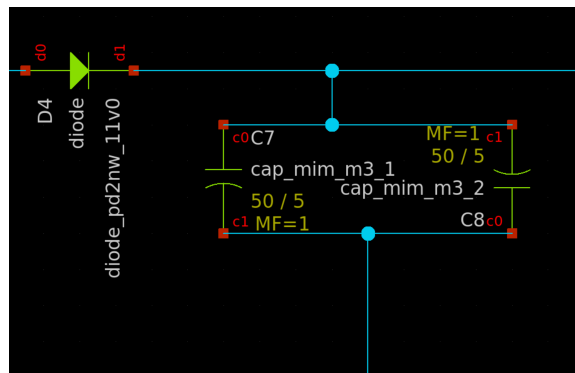 d0
d1
D4
diode
diode_pd2nw_11v0
c0 C7
cap_mim_m3_1
50 / 5
c1 MF=1
MF=1 c1
50 / 5
cap_mim_m3_2
C8 c0